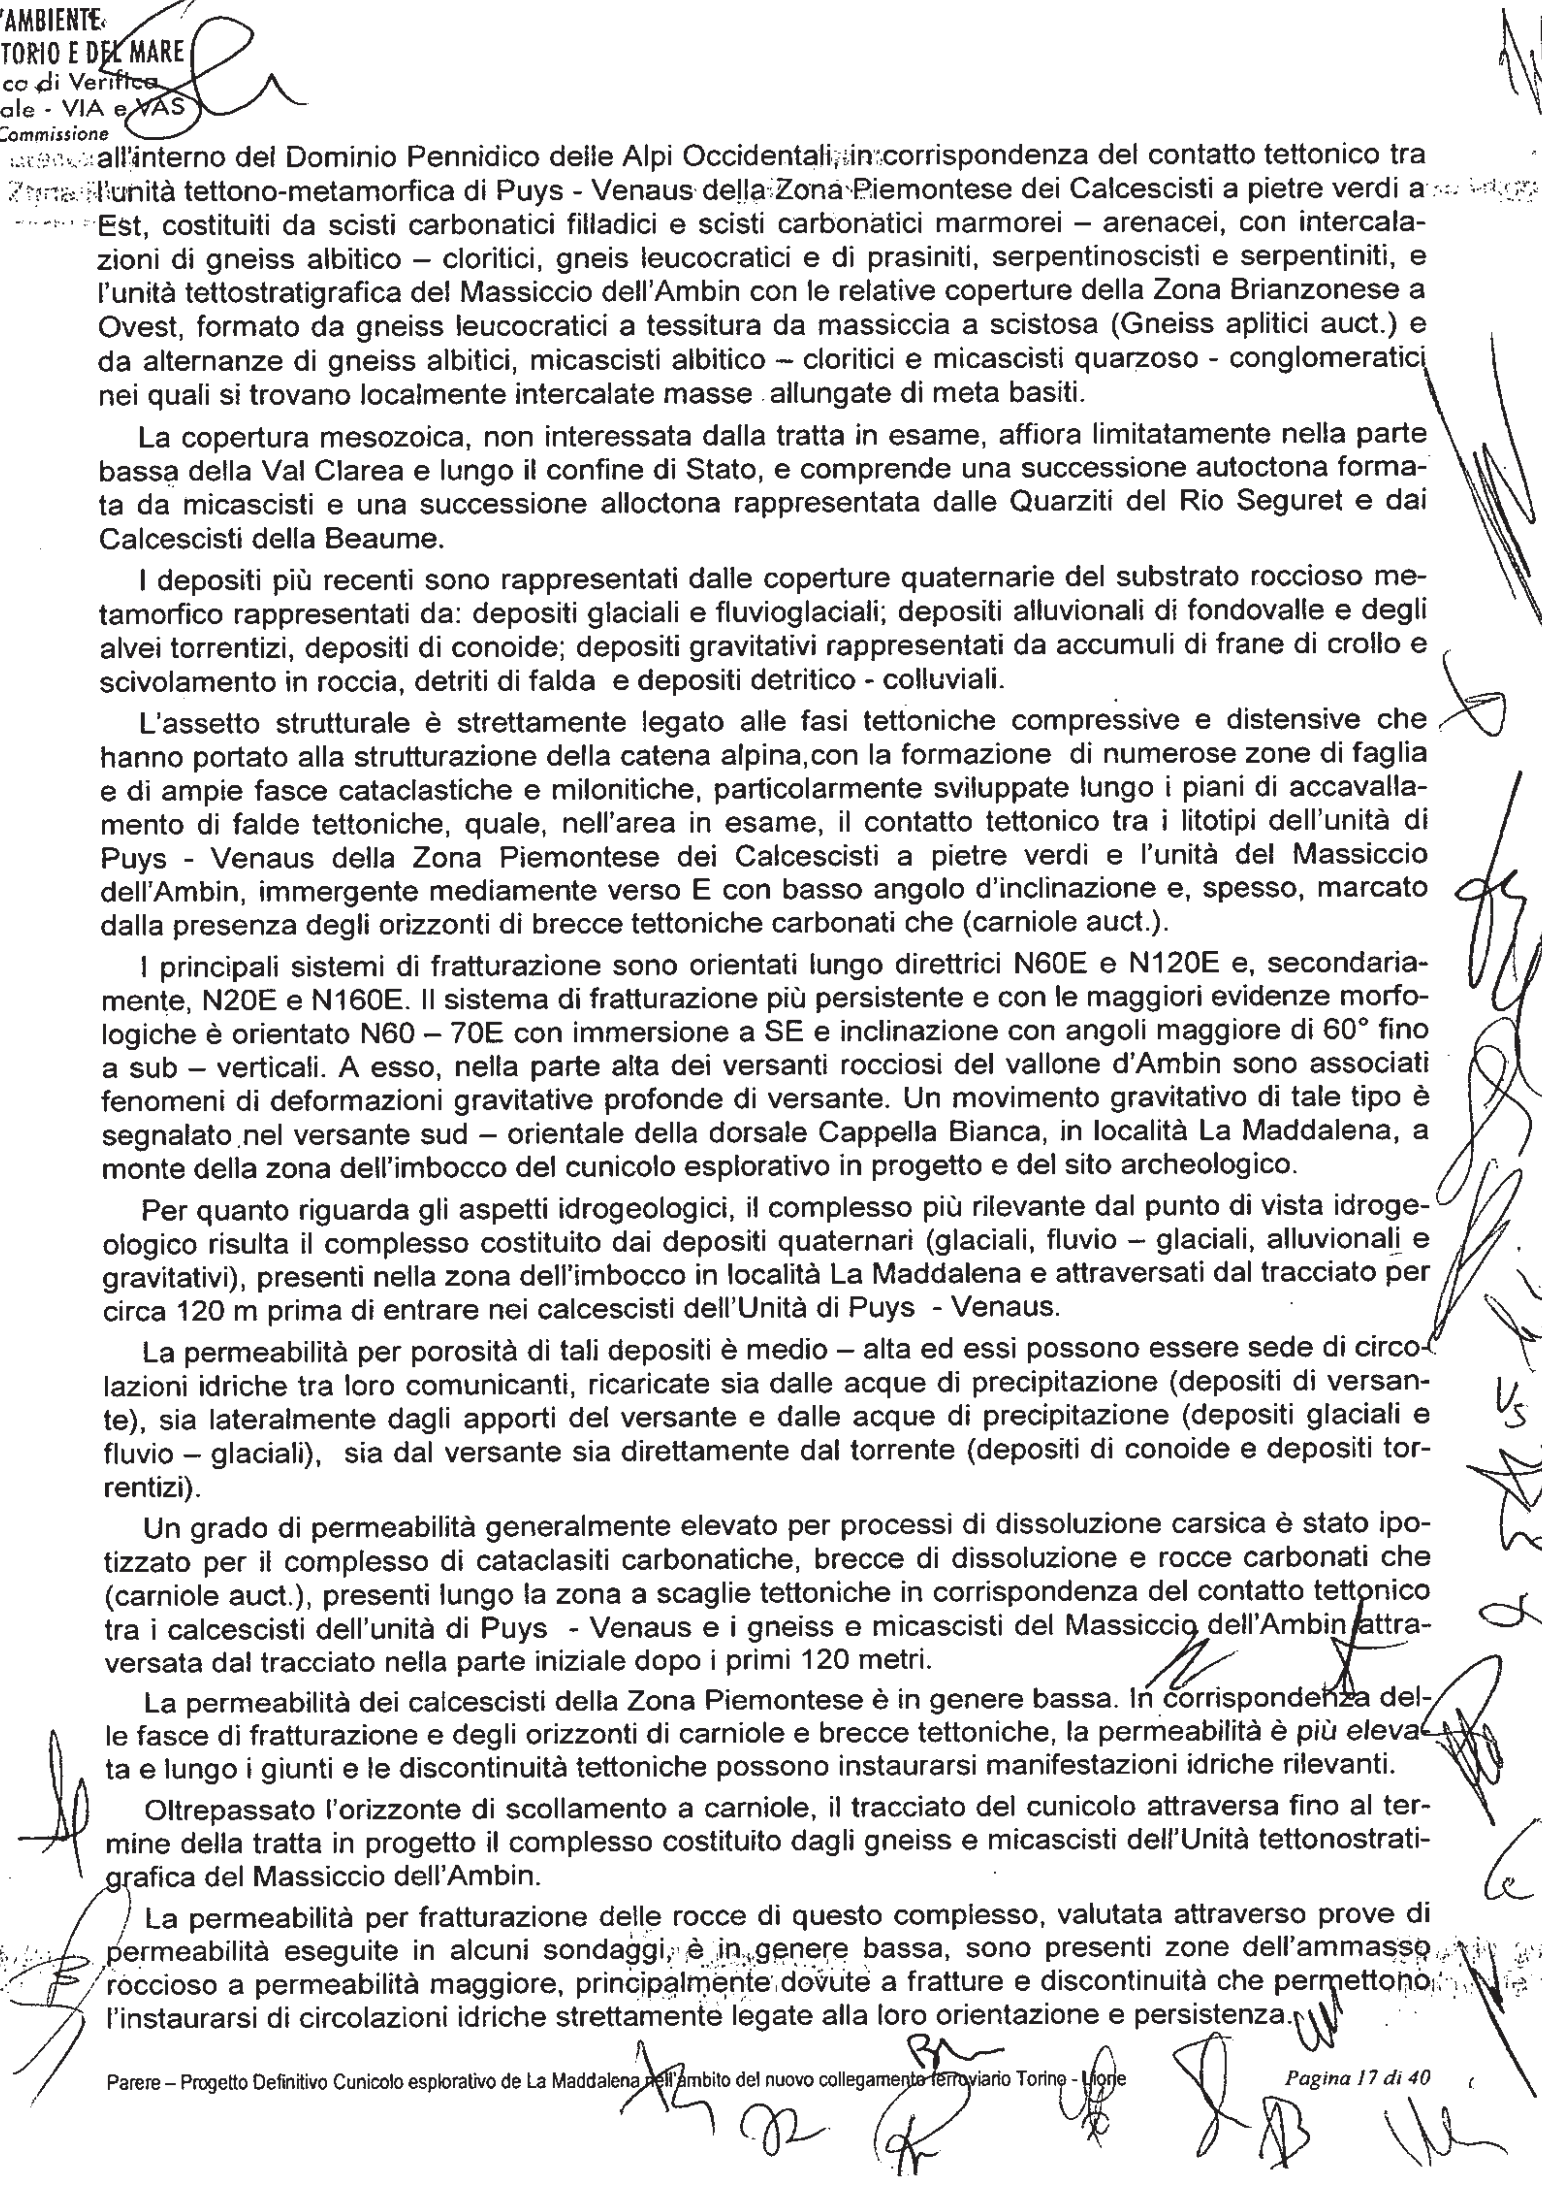 'AMBIENTE
TORIO E DEL MARE
co di Verifica
ale - VIA e VAS
Commissione
all'interno del Dominio Pennidico delle Alpi Occidentali, in corrispondenza del contatto tettonico tra
l'unità tettono-metamorfica di Puys - Venaus della Zona Piemontese dei Calcescisti a pietre verdi a
Est, costituiti da scisti carbonatici filladici e scisti carbonatici marmorei – arenacei, con intercala-
zioni di gneiss albitico – cloritici, gneis leucocratici e di prasiniti, serpentinoscisti e serpentiniti, e
l'unità tettostratigrafica del Massiccio dell'Ambin con le relative coperture della Zona Brianzonese a
Ovest, formato da gneiss leucocratici a tessitura da massiccia a scistosa (Gneiss aplitici auct.) e
da alternanze di gneiss albitici, micascisti albitico – cloritici e micascisti quarzoso - conglomeratici
nei quali si trovano localmente intercalate masse allungate di meta basiti.
La copertura mesozoica, non interessata dalla tratta in esame, affiora limitatamente nella parte
bassa della Val Clarea e lungo il confine di Stato, e comprende una successione autoctona forma-
ta da micascisti e una successione alloctona rappresentata dalle Quarziti del Rio Seguret e dai
Calcescisti della Beaume.
I depositi più recenti sono rappresentati dalle coperture quaternarie del substrato roccioso me-
tamorfico rappresentati da: depositi glaciali e fluvioglaciali; depositi alluvionali di fondovalle e degli
alvei torrentizi, depositi di conoide; depositi gravitativi rappresentati da accumuli di frane di crollo e
scivolamento in roccia, detriti di falda e depositi detritico - colluviali.
L'assetto strutturale è strettamente legato alle fasi tettoniche compressive e distensive che
hanno portato alla strutturazione della catena alpina,con la formazione di numerose zone di faglia
e di ampie fasce cataclastiche e milonitiche, particolarmente sviluppate lungo i piani di accavalla-
mento di falde tettoniche, quale, nell'area in esame, il contatto tettonico tra i litotipi dell'unità di
Puys - Venaus della Zona Piemontese dei Calcescisti a pietre verdi e l'unità del Massiccio
dell'Ambin, immergente mediamente verso E con basso angolo d'inclinazione e, spesso, marcato
dalla presenza degli orizzonti di brecce tettoniche carbonati che (carniole auct.).
I principali sistemi di fratturazione sono orientati lungo direttrici N60E e N120E e, secondaria-
mente, N20E e N160E. Il sistema di fratturazione più persistente e con le maggiori evidenze morfo-
logiche è orientato N60 – 70E con immersione a SE e inclinazione con angoli maggiore di 60° fino
a sub – verticali. A esso, nella parte alta dei versanti rocciosi del vallone d'Ambin sono associati
fenomeni di deformazioni gravitative profonde di versante. Un movimento gravitativo di tale tipo è
segnalato nel versante sud – orientale della dorsale Cappella Bianca, in località La Maddalena, a
monte della zona dell'imbocco del cunicolo esplorativo in progetto e del sito archeologico.
Per quanto riguarda gli aspetti idrogeologici, il complesso più rilevante dal punto di vista idroge-
ologico risulta il complesso costituito dai depositi quaternari (glaciali, fluvio – glaciali, alluvionali e
gravitativi), presenti nella zona dell'imbocco in località La Maddalena e attraversati dal tracciato per
circa 120 m prima di entrare nei calcescisti dell'Unità di Puys - Venaus.
La permeabilità per porosità di tali depositi è medio – alta ed essi possono essere sede di circo-
lazioni idriche tra loro comunicanti, ricaricate sia dalle acque di precipitazione (depositi di versan-
te), sia lateralmente dagli apporti del versante e dalle acque di precipitazione (depositi glaciali e
fluvio – glaciali), sia dal versante sia direttamente dal torrente (depositi di conoide e depositi tor-
rentizi).
Un grado di permeabilità generalmente elevato per processi di dissoluzione carsica è stato ipo-
tizzato per il complesso di cataclasiti carbonatiche, brecce di dissoluzione e rocce carbonati che
(carniole auct.), presenti lungo la zona a scaglie tettoniche in corrispondenza del contatto tettonico
tra i calcescisti dell'unità di Puys - Venaus e i gneiss e micascisti del Massiccio dell'Ambin attra-
versata dal tracciato nella parte iniziale dopo i primi 120 metri.
La permeabilità dei calcescisti della Zona Piemontese è in genere bassa. In corrispondenza del-
le fasce di fratturazione e degli orizzonti di carniole e brecce tettoniche, la permeabilità è più eleva-
ta e lungo i giunti e le discontinuità tettoniche possono instaurarsi manifestazioni idriche rilevanti.
Oltrepassato l'orizzonte di scollamento a carniole, il tracciato del cunicolo attraversa fino al ter-
mine della tratta in progetto il complesso costituito dagli gneiss e micascisti dell'Unità tettonostrati-
grafica del Massiccio dell'Ambin.
La permeabilità per fratturazione delle rocce di questo complesso, valutata attraverso prove di
permeabilità eseguite in alcuni sondaggi, è in genere bassa, sono presenti zone dell'ammasso
roccioso a permeabilità maggiore, principalmente dovute a fratture e discontinuità che permettono
l'instaurarsi di circolazioni idriche strettamente legate alla loro orientazione e persistenza.
Parere – Progetto Definitivo Cunicolo esplorativo de La Maddalena nell'ambito del nuovo collegamento ferroviario Torino - Lione
Pagina 17 di 40